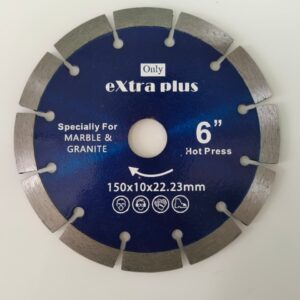 Only
eXtra plus
Specially For
MARBLE &
GRANITE
6"
Hot Press
150x10x22.23mm